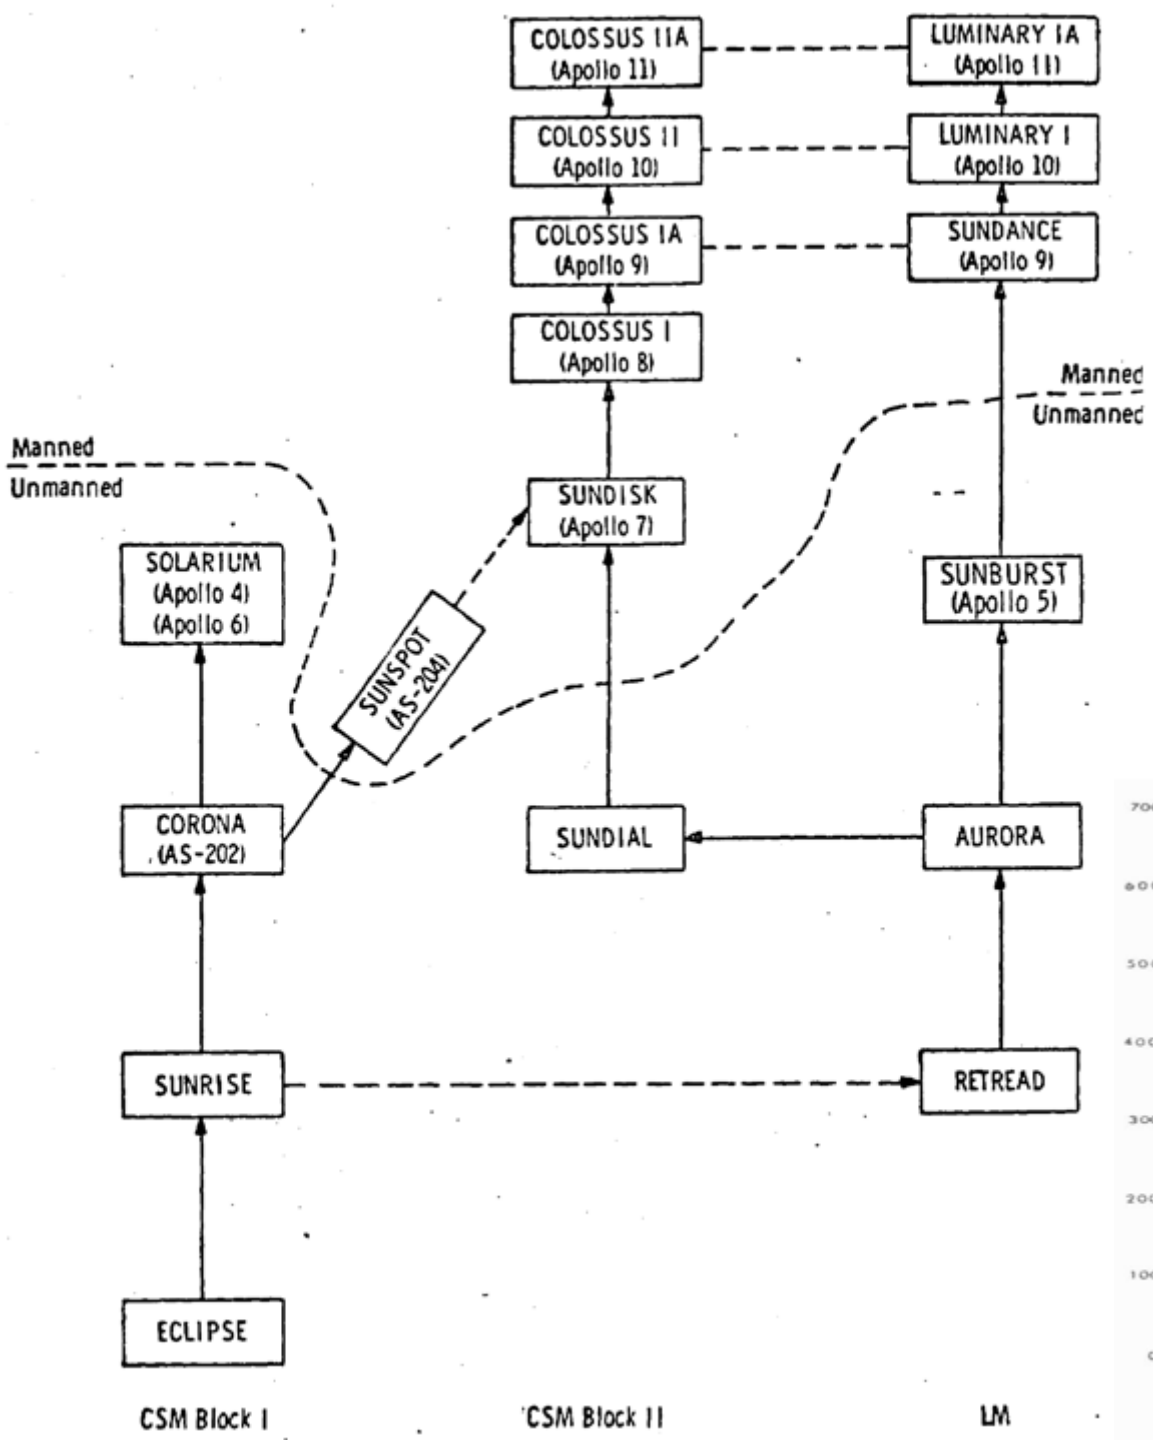 COLOSSUS IIA
(Apollo 11)
LUMINARY IA
(Apollo 11)
COLOSSUS II
(Apollo 10)
LUMINARY I
(Apollo 10)
COLOSSUS IA
(Apollo 9)
SUNDANCE
(Apollo 9)
COLOSSUS I
(Apollo 8)
Manned
Unmanned
Manned
Unmanned
SUNDISK
(Apollo 7)
SOLARIUM
(Apollo 4)
(Apollo 6)
SUNBURST
(Apollo 5)
SUNSPOT
(AS-204)
CORONA
(AS-202)
SUNDIAL
AURORA
SUNRISE
RETREAD
ECLIPSE
CSM Block I
CSM Block II
LM